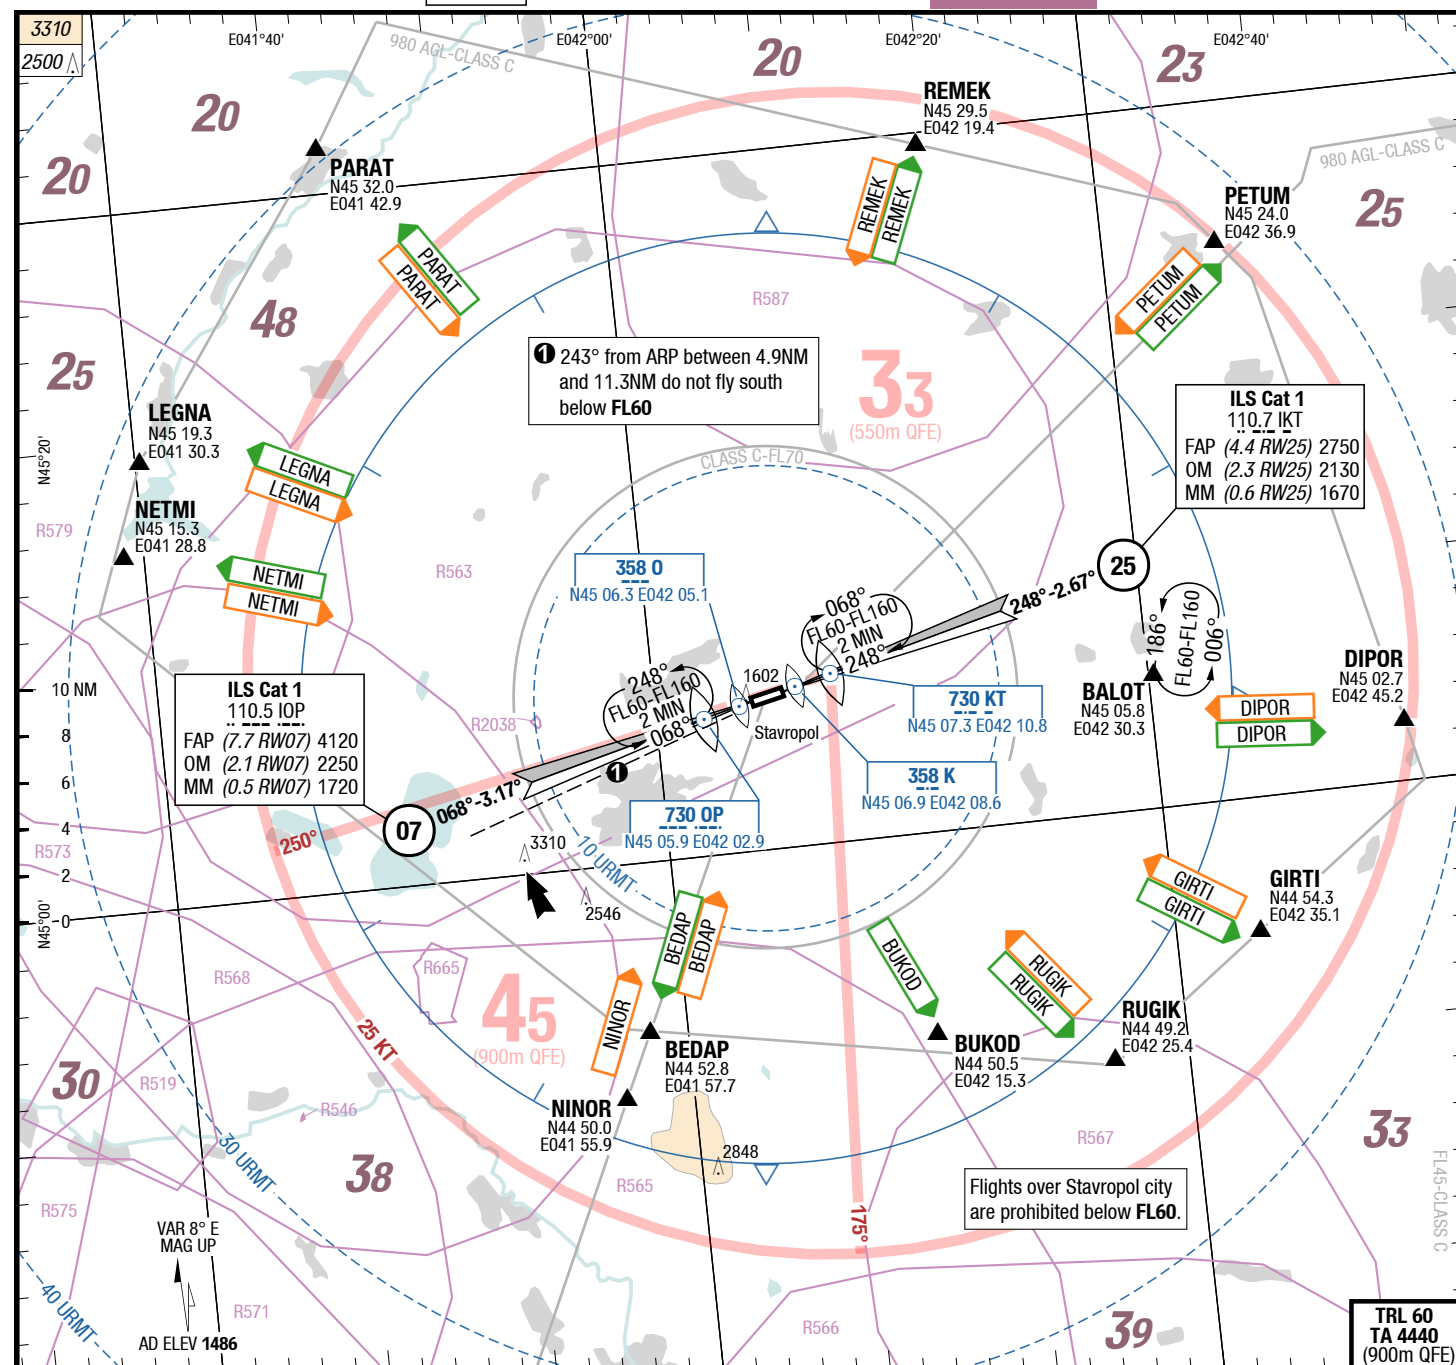 3310
2500
E041°40'
E042°00'
E042°20'
E042°40'
980 AGL-CLASS C
20
23
20
20
REMEK
N45 29.5
E042 19.4
PARAT
N45 32.0
E041 42.9
980 AGL-CLASS C
PETUM
N45 24.0
E042 36.9
25
REMEK
REMEK
PARAT
PARAT
PETUM
PETUM
R587
48
25
❶ 243° from ARP between 4.9NM
and 11.3NM do not fly south
below FL60
33
(550m QFE)
ILS Cat 1
110.7 IKT
FAP (4.4 RW25) 2750
OM (2.3 RW25) 2130
MM (0.6 RW25) 1670
LEGNA
N45 19.3
E041 30.3
N45°20'
CLASS C-FL70
LEGNA
LEGNA
NETMI
N45 15.3
E041 28.8
R579
R563
NETMI
NETMI
358 O
N45 06.3 E042 05.1
25
248°-2.67°
068°
FL60-FL160
2 MIN
248°
186°
FL60-FL160
006°
248°
FL60-FL160
2 MIN
068°
1602
Stavropol
DIPOR
N45 02.7
E042 45.2
BALOT
N45 05.8
E042 30.3
DIPOR
DIPOR
730 KT
N45 07.3 E042 10.8
10 NM
8
6
4
2
0
ILS Cat 1
110.5 IOP
FAP (7.7 RW07) 4120
OM (2.1 RW07) 2250
MM (0.5 RW07) 1720
R2038
358 K
N45 06.9 E042 08.6
1
068°-3.17°
07
250°
730 OP
N45 05.9 E042 02.9
R573
3310
10 URMT
2546
N45°00'
GIRTI
GIRTI
GIRTI
N44 54.3
E042 35.1
BEDAP
BEDAP
BUKOD
RUGIK
RUGIK
R568
R665
45
(900m QFE)
NINOR
25 KT
BEDAP
N44 52.8
E041 57.7
BUKOD
N44 50.5
E042 15.3
RUGIK
N44 49.2
E042 25.4
30
R519
R546
NINOR
N44 50.0
E041 55.9
R567
33
30 URMT
38
2848
R565
Flights over Stavropol city
are prohibited below FL60.
FL45-CLASS C
175°
R575
VAR 8° E
MAG UP
40 URMT
AD ELEV 1486
R571
R566
39
TRL 60
TA 4440
(900m QFE)